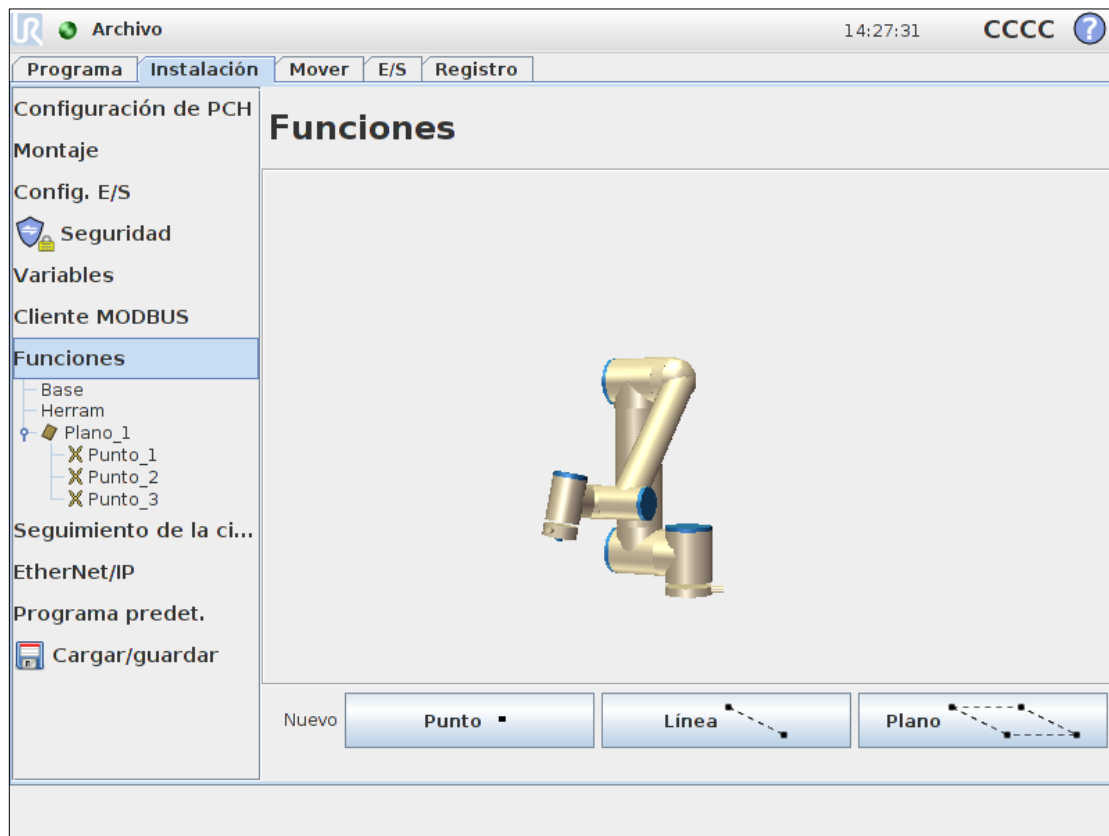 UR Archivo 14:27:31 CCCC ?
Programa Instalación Mover E/S Registro
Configuración de PCH
Montaje
Config. E/S
Seguridad
Variables
Cliente MODBUS
Funciones
Base
Herram
Plano_1
Punto_1
Punto_2
Punto_3
Seguimiento de la ci...
EtherNet/IP
Programa predet.
Cargar/guardar
Funciones
Nuevo Punto Línea Plano